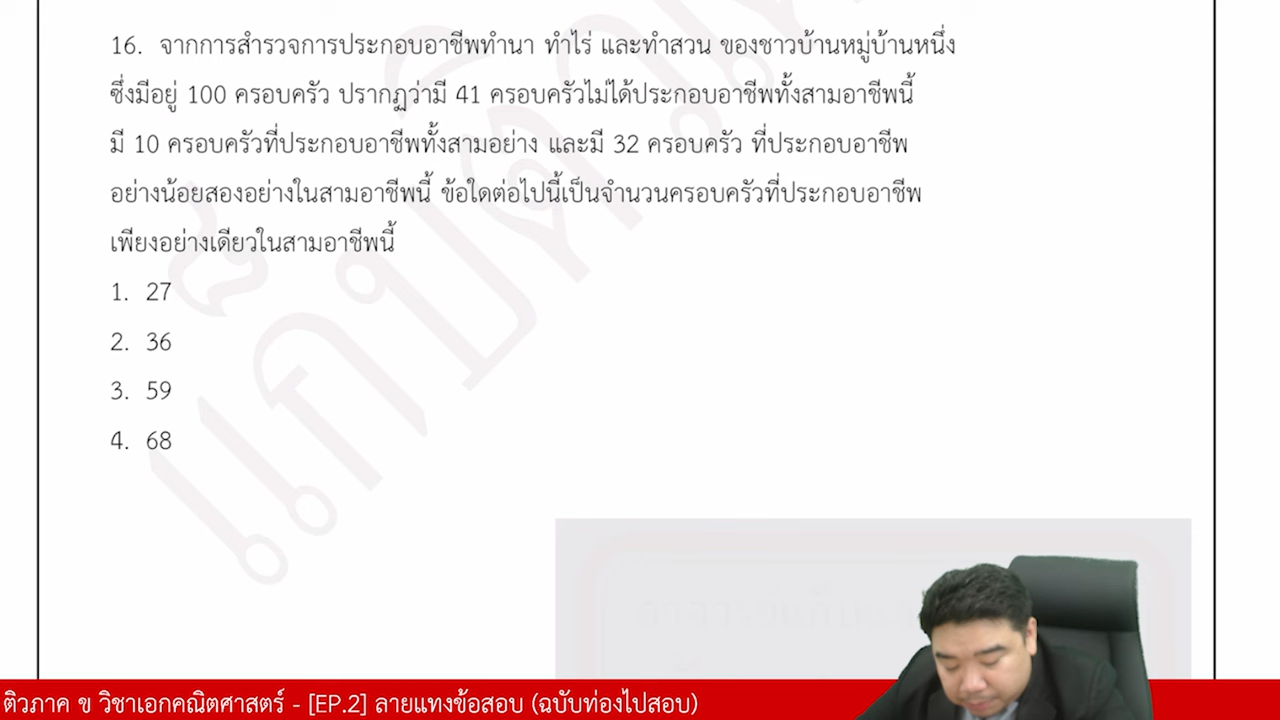 16. จากการสำรวจการประกอบอาชีพทำนา ทำไร่ และทำสวน ของชาวบ้านหมู่บ้านหนึ่ง
ซึ่งมีอยู่ 100 ครอบครัว ปรากฏว่ามี 41 ครอบครัวไม่ได้ประกอบอาชีพทั้งสามอาชีพนี้
มี 10 ครอบครัวที่ประกอบอาชีพทั้งสามอย่าง และมี 32 ครอบครัว ที่ประกอบอาชีพ
อย่างน้อยสองอย่างในสามอาชีพนี้ ข้อใดต่อไปนี้เป็นจำนวนครอบครัวที่ประกอบอาชีพ
เพียงอย่างเดียวในสามอาชีพนี้
1. 27
2. 36
3. 59
4. 68
ติวภาค ข วิชาเอกคณิตศาสตร์ - [EP.2] ลายแทงข้อสอบ (ฉบับท่องไปสอบ)